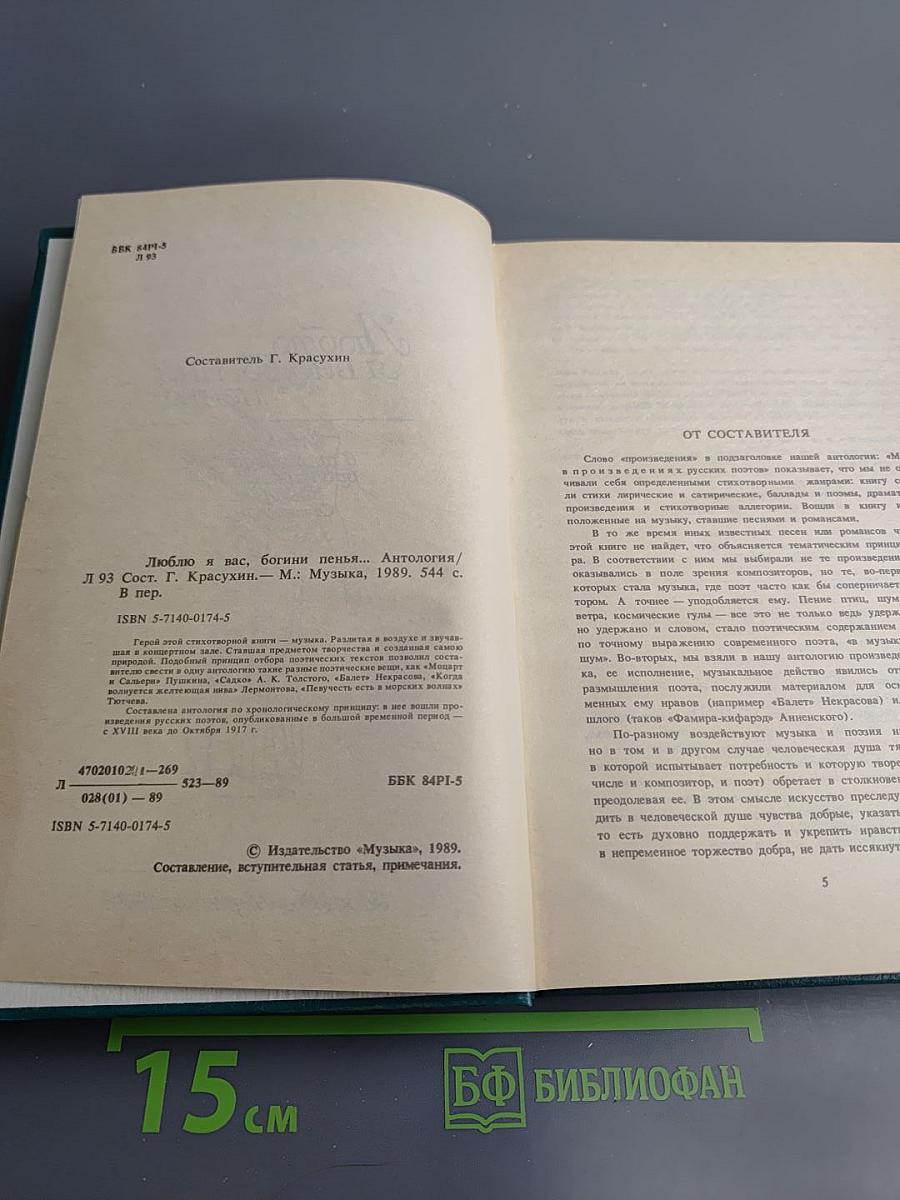 ББК 84Р1-5
Л 93
Составитель Г. Красухин
Люблю я вас, богини пенья... Антология/
Л 93 Сост. Г. Красухин.— М.: Музыка, 1989. 544 с.
В пер.
ISBN 5-7140-0174-5
Герой этой стихотворной книги — музыка. Разлитая в воздухе и звучав-
шая в концертном зале. Ставшая предметом творчества и созданная самою
природой. Подобный принцип отбора поэтических текстов позволил соста-
вителю свести в одну антологию такие разные поэтические вещи, как «Моцарт
и Сальери» Пушкина, «Садко» А. К. Толстого, «Балет» Некрасова, «Когда
волнуется желтеющая нива» Лермонтова, «Певучесть есть в морских волнах»
Тютчева.
Составлена антология по хронологическому принципу: в нее вошли про-
изведения русских поэтов, опубликованные в большой временной период —
с XVIII века до Октября 1917 г.
Л 523—89
028(01) — 89
ББК 84Р1-5
ISBN 5-7140-0174-5
© Издательство «Музыка», 1989.
Составление, вступительная статья, примечания.
ОТ СОСТАВИТЕЛЯ
Слово «произведения» в подзаголовке нашей антологии: «М
в произведениях русских поэтов» показывает, что мы не о
чивали себя определенными стихотворными жанрами: книгу с
ли стихи лирические и сатирические, баллады и поэмы, драмат
произведения и стихотворные аллегории. Вошли в книгу и
положенные на музыку, ставшие песнями и романсами.
В то же время иных известных песен или романсов ч
этой книге не найдет, что объясняется тематическим принци
ра. В соответствии с ним мы выбирали не те произведени
оказывались в поле зрения композиторов, но те, во-перв
которых стала музыка, где поэт часто как бы соперничает
тором. А точнее — уподобляется ему. Пение птиц, шум
ветра, космические гулы — все это не только ведь удерж
но удержано и словом, стало поэтическим содержанием
по точному выражению современного поэта, «в музык
шум». Во-вторых, мы взяли в нашу антологию произведе
ка, ее исполнение, музыкальное действо явились от
размышления поэта, послужили материалом для осм
менных ему нравов (например «Балет» Некрасова) ил
шлого (таков «Фамира-кифарэд» Анненского).
По-разному воздействуют музыка и поэзия н
но в том и в другом случае человеческая душа тя
в которой испытывает потребность и которую творе
числе и композитор, и поэт) обретает в столкновен
преодолевая ее. В этом смысле искусство преследу
дить в человеческой душе чувства добрые, указать
то есть духовно поддержать и укрепить нравст
в непременное торжество добра, не дать иссякнут
5
15 см
БФ БИБЛИОФАН